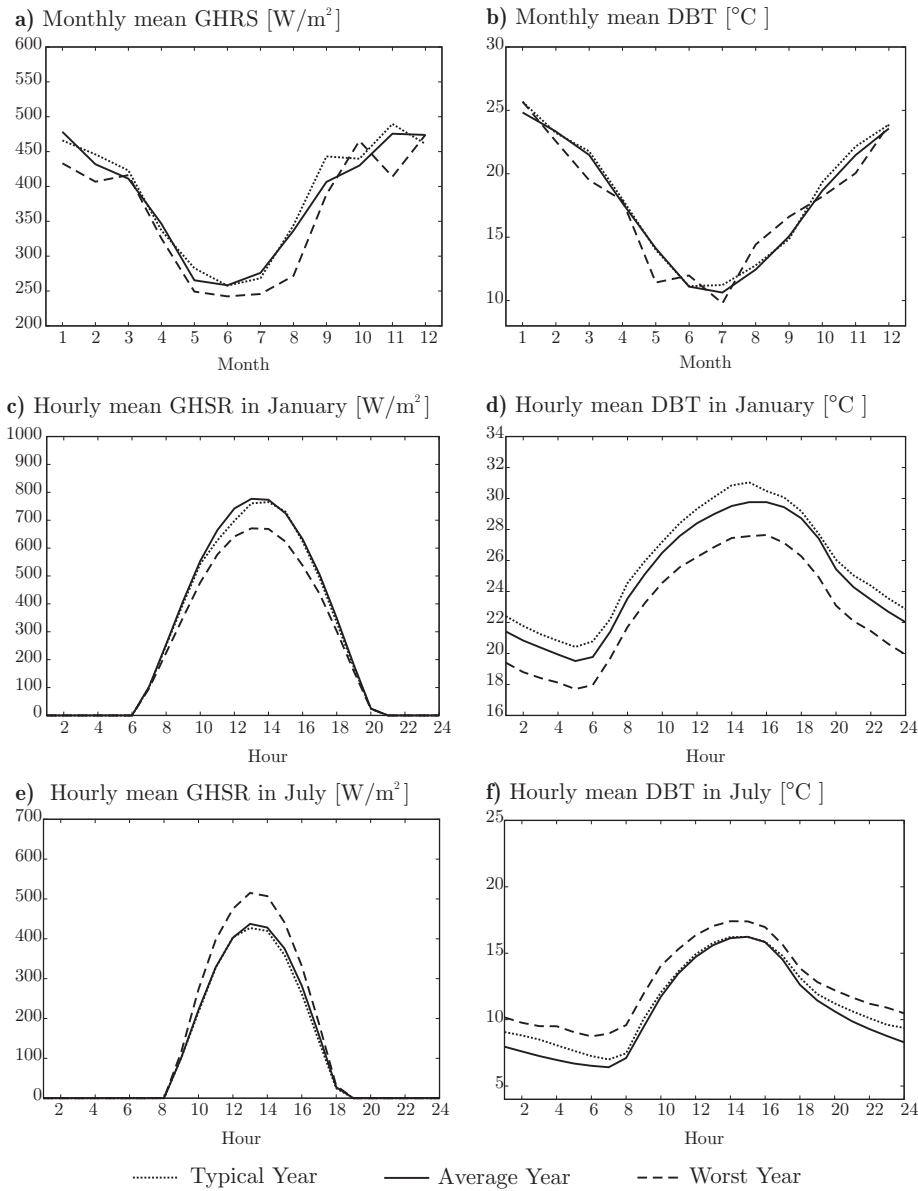 a) Monthly mean GHRS [W/m²]
600
550
500
450
400
350
300
250
200
1 2 3 4 5 6 7 8 9 10 11 12
Month
b) Monthly mean DBT [°C ]
30
25
20
15
10
1 2 3 4 5 6 7 8 9 10 11 12
Month
c) Hourly mean GHSR in January [W/m²]
1000
900
800
700
600
500
400
300
200
100
0
2 4 6 8 10 12 14 16 18 20 22 24
Hour
d) Hourly mean DBT in January [°C ]
34
32
30
28
26
24
22
20
18
16
2 4 6 8 10 12 14 16 18 20 22 24
Hour
e) Hourly mean GHSR in July [W/m²]
700
600
500
400
300
200
100
0
2 4 6 8 10 12 14 16 18 20 22 24
Hour
f) Hourly mean DBT in July [°C ]
25
20
15
10
5
2 4 6 8 10 12 14 16 18 20 22 24
Hour
Typical Year Average Year Worst Year